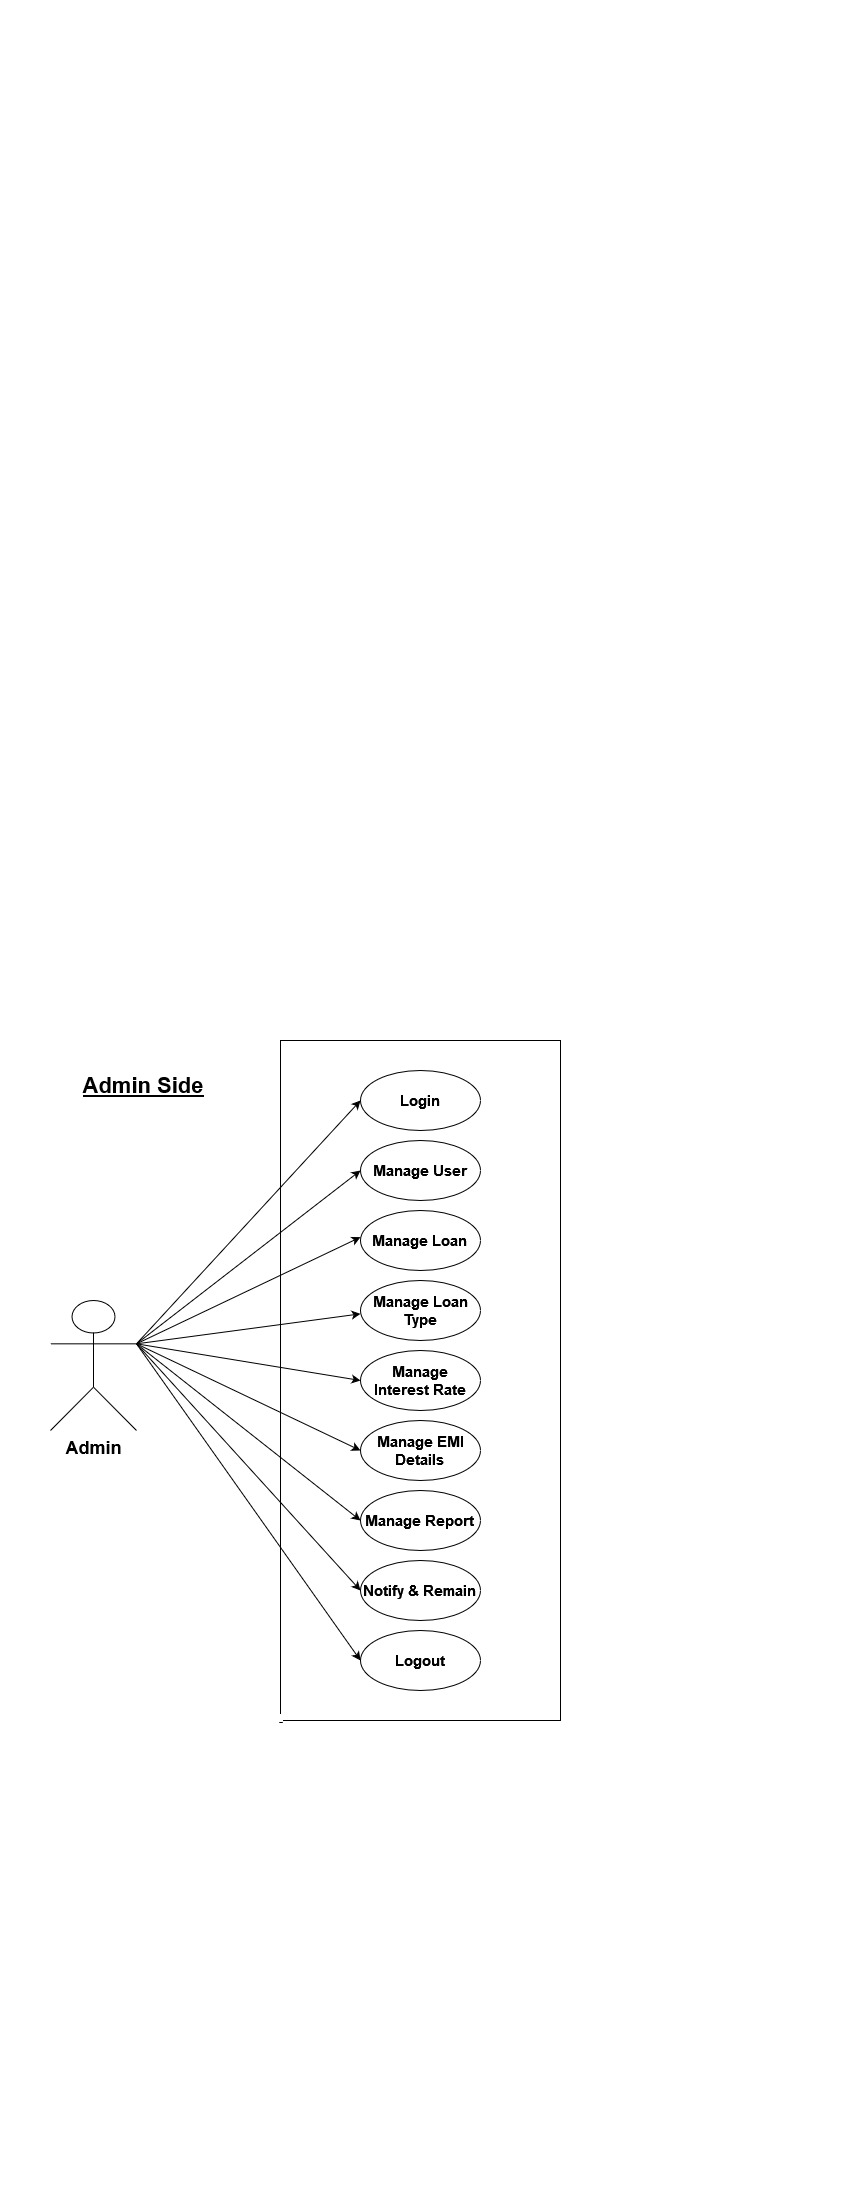 Admin Side
Login
Manage User
Manage Loan
Manage Loan
Type
Manage
Interest Rate
Manage EMI
Details
Manage Report
Notify & Remain
Logout
Admin